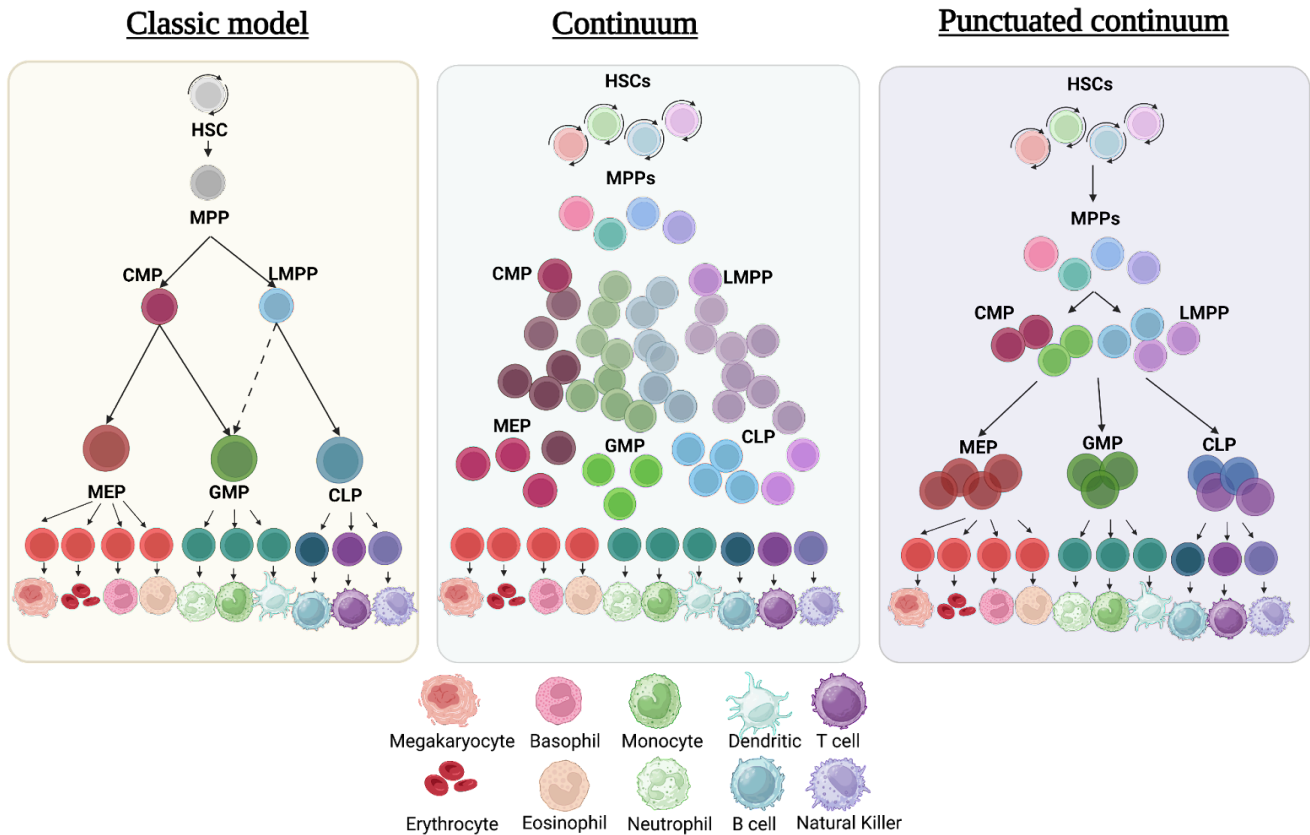 Classic model
Continuum
Punctuated continuum
HSC
MPP
CMP
LMPP
MEP
GMP
CLP
HSCs
MPPs
CMP
LMPP
MEP
GMP
CLP
HSCs
MPPs
CMP
LMPP
MEP
GMP
CLP
Megakaryocyte
Basophil
Monocyte
Dendritic
T cell
Erythrocyte
Eosinophil
Neutrophil
B cell
Natural Killer